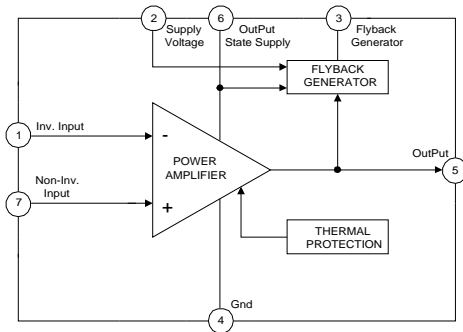 2
Supply
Voltage
6
OutPut
State Supply
3
Flyback
Generator
FLYBACK
GENERATOR
1
Inv. Input
-
POWER
AMPLIFIER
OutPut
5
7
Non-Inv.
Input
+
THERMAL
PROTECTION
Gnd
4